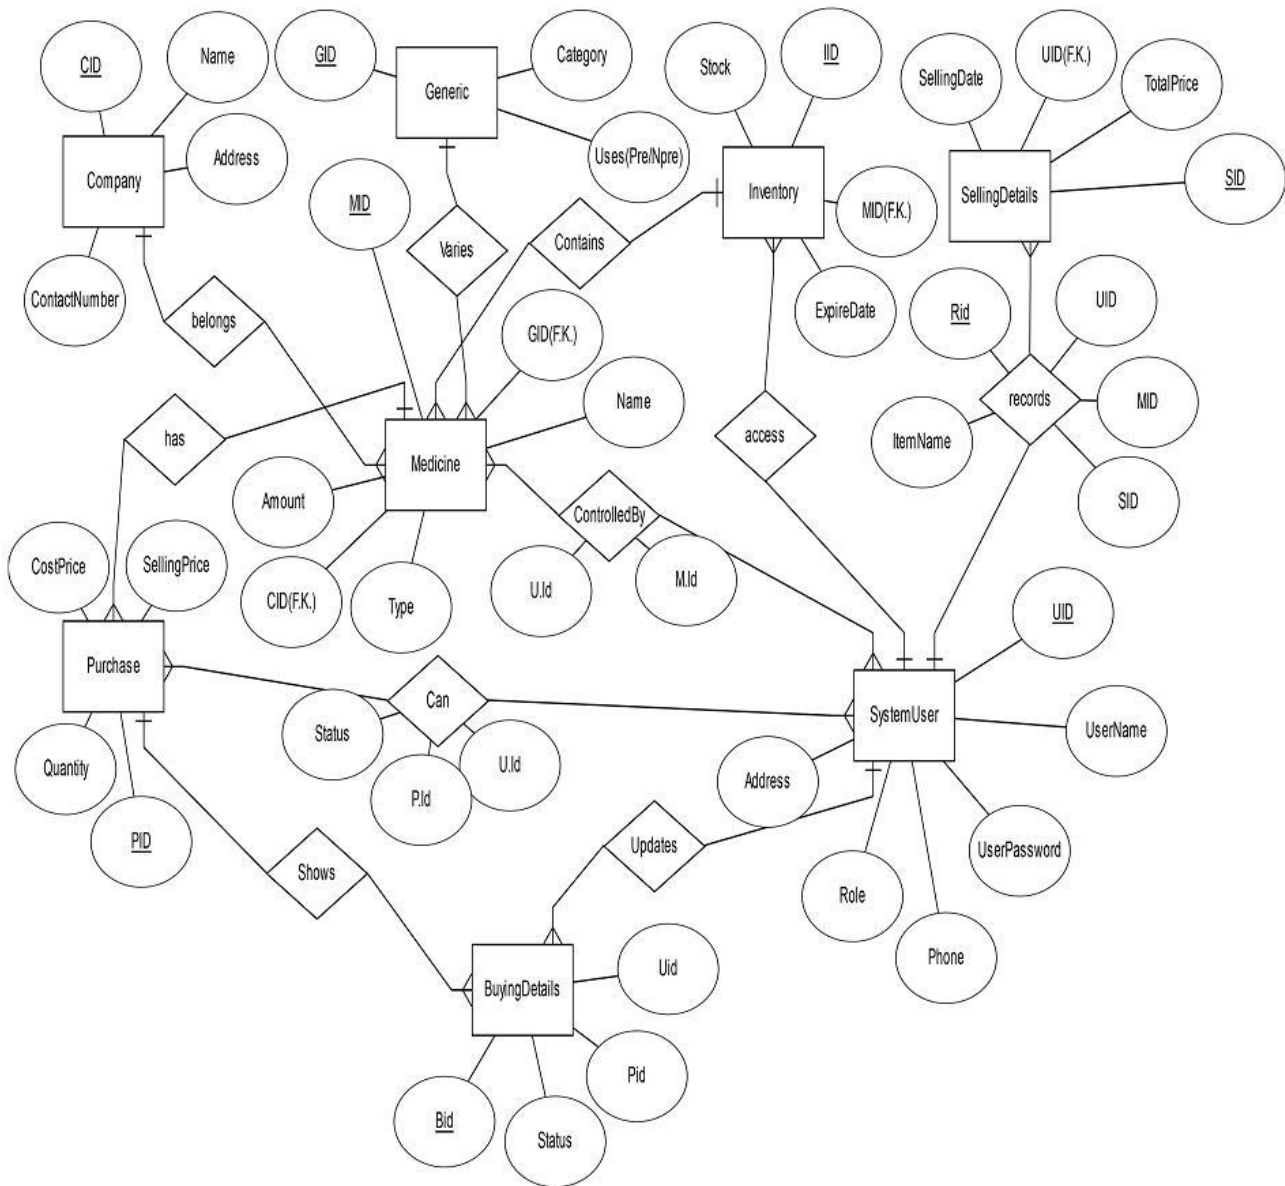 CID
Name
GID
Generic
Category
Stock
IID
SellingDate
UID(F.K.)
TotalPrice
Company
Address
Uses(Pre/Npre)
MID
Inventory
MID(F.K.)
SellingDetails
SID
ContactNumber
belongs
Varies
Contains
ExpireDate
Rid
UID
GID(F.K.)
Name
has
Medicine
access
ItemName
records
MID
SID
Amount
ControlledBy
CID(F.K.)
Type
U.Id
M.Id
CostPrice
SellingPrice
Purchase
UID
Can
Status
P.Id
U.Id
SystemUser
UserName
Quantity
PID
Address
UserPassword
Shows
Updates
Role
Phone
BuyingDetails
Uid
Pid
Bid
Status